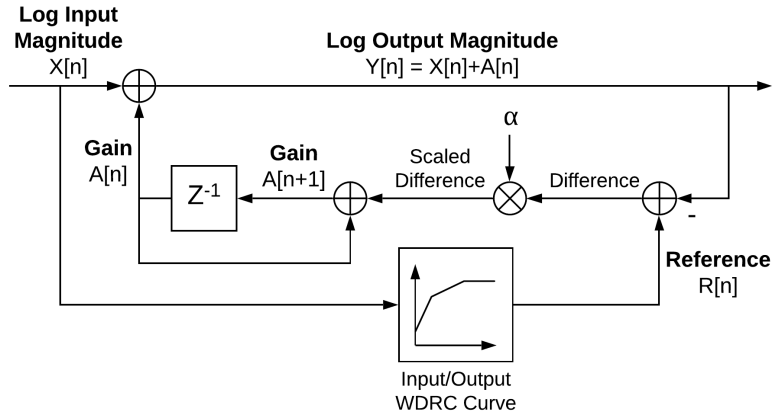 Log Input
Magnitude
X[n]
Log Output Magnitude
Y[n] = X[n]+A[n]
α
Gain
A[n]
Z-1
Gain
A[n+1]
Scaled
Difference
Difference
-
Reference
R[n]
Input/Output
WDRC Curve